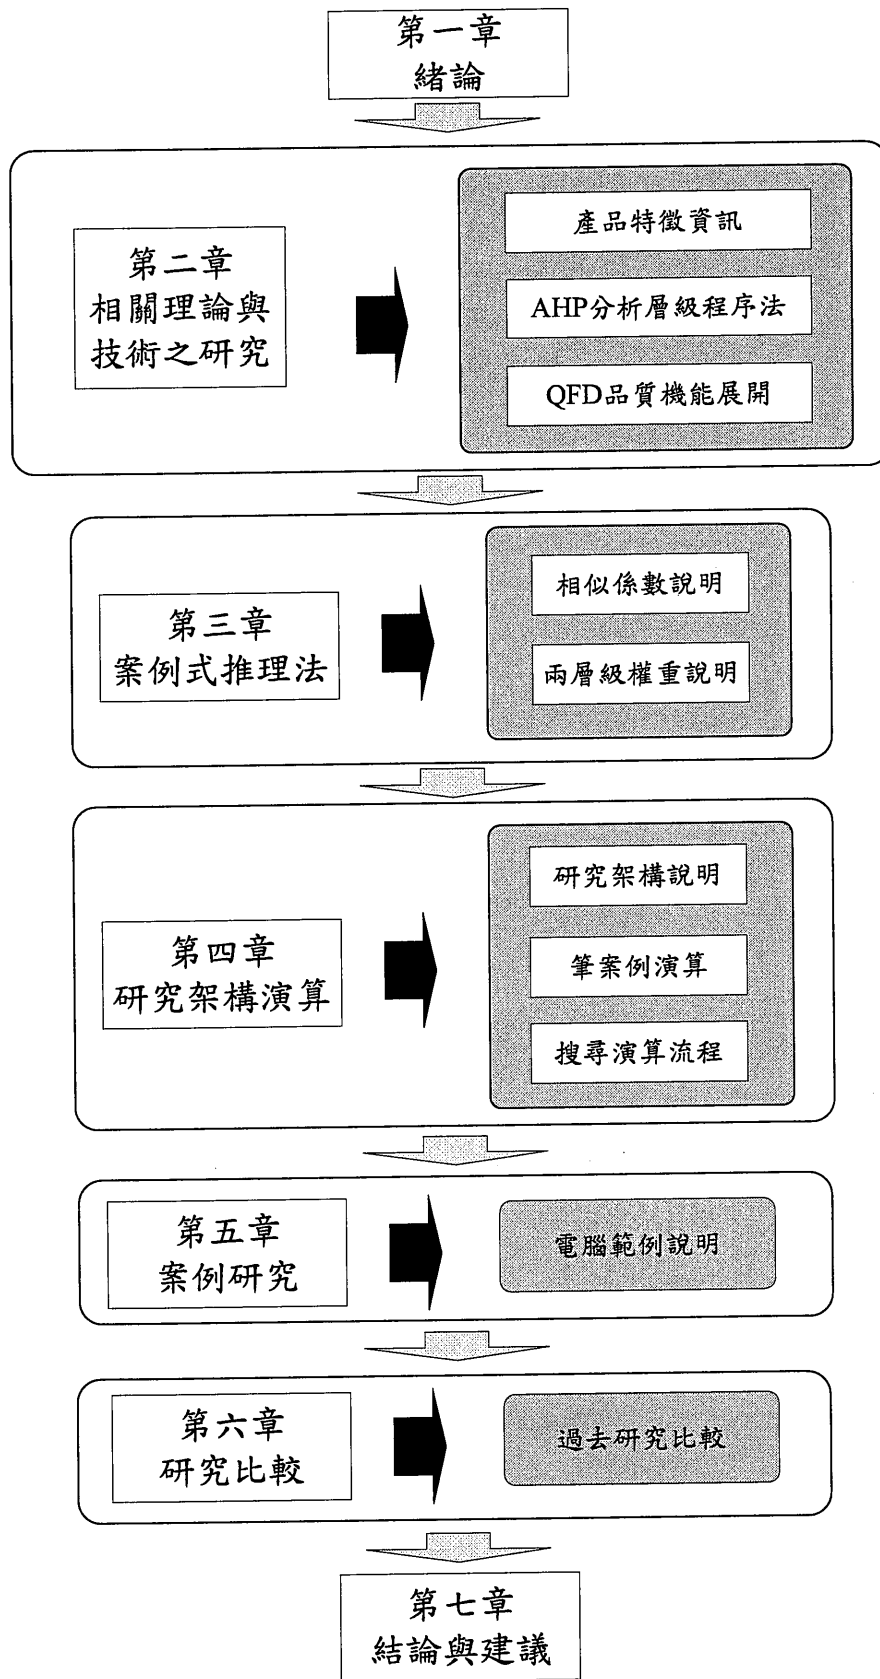 第一章
緒論
第二章
相關理論與
技術之研究
產品特徵資訊
AHP分析層級程序法
QFD品質機能展開
第三章
案例式推理法
相似係數說明
兩層級權重說明
第四章
研究架構演算
研究架構說明
筆案例演算
搜尋演算流程
第五章
案例研究
電腦範例說明
第六章
研究比較
過去研究比較
第七章
結論與建議